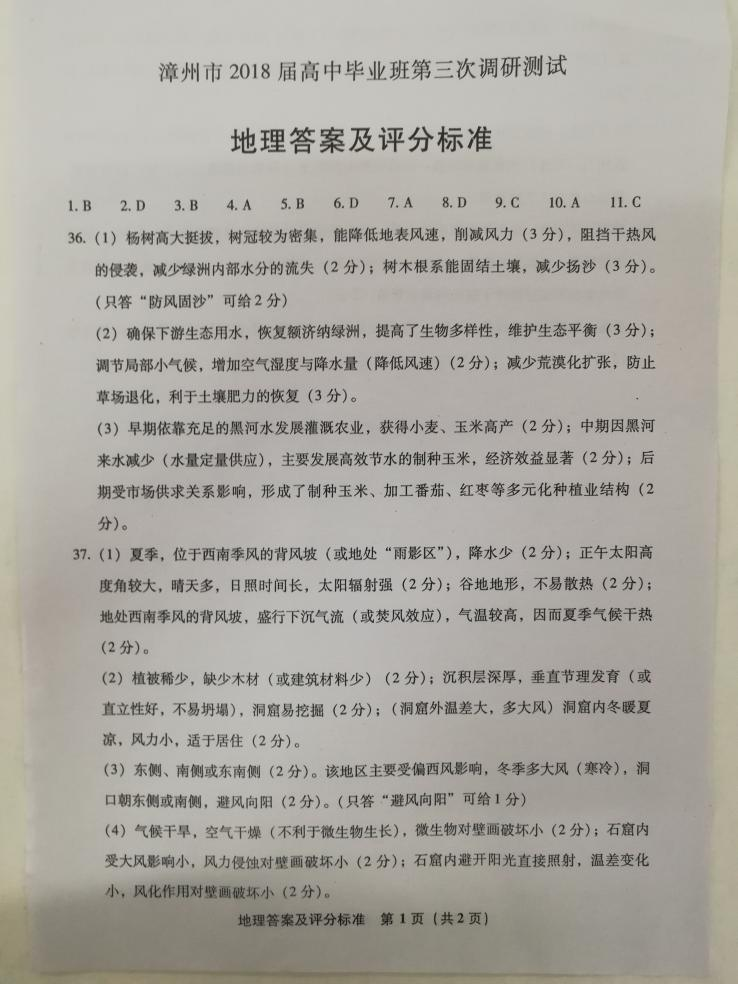 漳州市 2018 届高中毕业班第三次调研测试
地理答案及评分标准
1. B 2. D 3. B 4. A 5. B 6. D 7. A 8. D 9. C 10. A 11. C
36.（1）杨树高大挺拔，树冠较为密集，能降低地表风速，削减风力（3 分），阻挡干热风
的侵袭，减少绿洲内部水分的流失（2 分）；树木根系能固结土壤，减少扬沙（3 分）。
（只答“防风固沙”可给 2 分）
（2）确保下游生态用水，恢复额济纳绿洲，提高了生物多样性，维护生态平衡（3 分）；
调节局部小气候，增加空气湿度与降水量（降低风速）（2 分）；减少荒漠化扩张，防止
草场退化，利于土壤肥力的恢复（3 分）。
（3）早期依靠充足的黑河水发展灌溉农业，获得小麦、玉米高产（2 分）；中期因黑河
来水减少（水量定量供应），主要发展高效节水的制种玉米，经济效益显著（2 分）；后
期受市场供求关系影响，形成了制种玉米、加工番茄、红枣等多元化种植业结构（2
分）。
37.（1）夏季，位于西南季风的背风坡（或地处“雨影区”），降水少（2 分）；正午太阳高
度角较大，晴天多，日照时间长，太阳辐射强（2 分）；谷地地形，不易散热（2 分）；
地处西南季风的背风坡，盛行下沉气流（或焚风效应），气温较高，因而夏季气候干热
（2 分）。
（2）植被稀少，缺少木材（或建筑材料少）（2 分）；沉积层深厚，垂直节理发育（或
直立性好，不易坍塌），洞窟易挖掘（2 分）；（洞窟外温差大，多大风）洞窟内冬暖夏
凉，风力小，适于居住（2 分）。
（3）东侧、南侧或东南侧（2 分）。该地区主要受偏西风影响，冬季多大风（寒冷），洞
口朝东侧或南侧，避风向阳（2 分）。（只答“避风向阳”可给 1 分）
（4）气候干旱，空气干燥（不利于微生物生长），微生物对壁画破坏小（2 分）；石窟内
受大风影响小，风力侵蚀对壁画破坏小（2 分）；石窟内避开阳光直接照射，温差变化
小，风化作用对壁画破坏小（2 分）。
地理答案及评分标准 第 1 页（共 2 页）